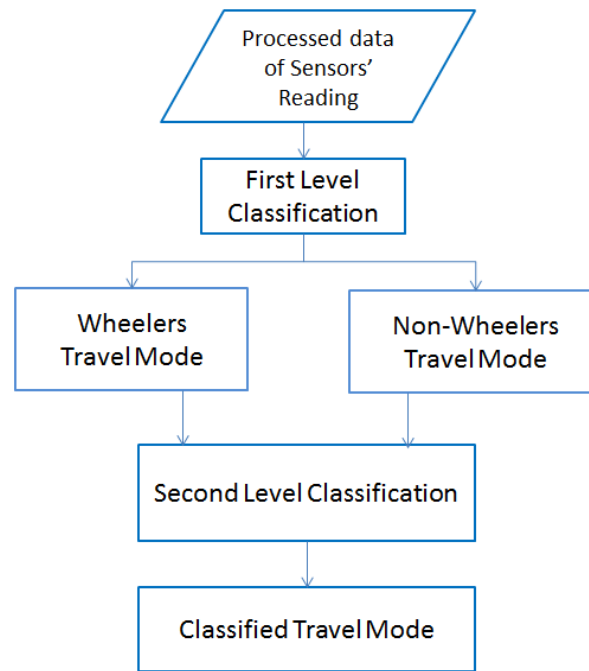 Processed data
of Sensors’
Reading
First Level
Classification
Wheelers
Travel Mode
Non-Wheelers
Travel Mode
Second Level Classification
Classified Travel Mode